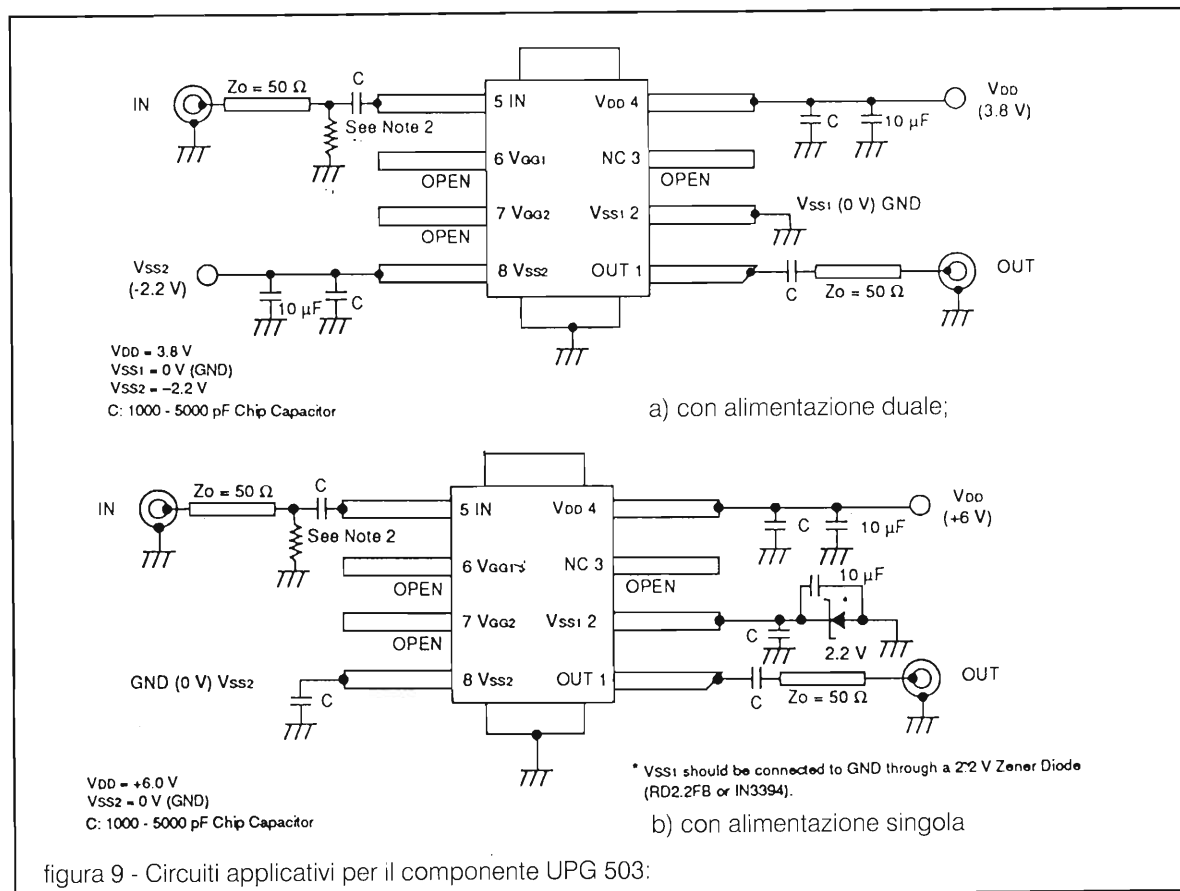 IN
Zo = 50 Ω
C
See Note 2
5 IN
VDD 4
C
10 µF
VDD
(3.8 V)
6 VGG1
OPEN
NC 3
OPEN
7 VGG2
OPEN
VSS1 2
VSS1 (0 V) GND
VSS2
(-2.2 V)
10 µF
C
8 VSS2
OUT 1
C
Zo = 50 Ω
OUT
VDD = 3.8 V
VSS1 = 0 V (GND)
VSS2 = –2.2 V
C: 1000 - 5000 pF Chip Capacitor
a) con alimentazione duale;
IN
Zo = 50 Ω
C
See Note 2
5 IN
VDD 4
C
10 µF
VDD
(+6 V)
6 VGG1
OPEN
NC 3
OPEN
10 µF
*
7 VGG2
OPEN
VSS1 2
C
2.2 V
GND (0 V) VSS2
C
8 VSS2
OUT 1
C
Zo = 50 Ω
OUT
VDD = +6.0 V
VSS2 = 0 V (GND)
C: 1000 - 5000 pF Chip Capacitor
* VSS1 should be connected to GND through a 2.2 V Zener Diode
(RD2.2FB or IN3394).
b) con alimentazione singola
figura 9 - Circuiti applicativi per il componente UPG 503: